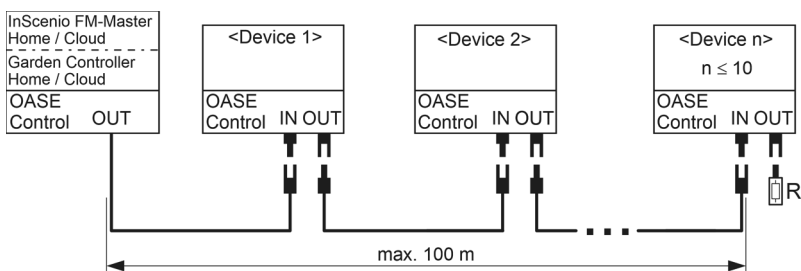 InScenio FM-Master
Home / Cloud
Garden Controller
Home / Cloud
OASE
Control OUT
<Device 1>
OASE
Control IN OUT
<Device 2>
OASE
Control IN OUT
<Device n>
n ≤ 10
OASE
Control IN OUT
R
max. 100 m